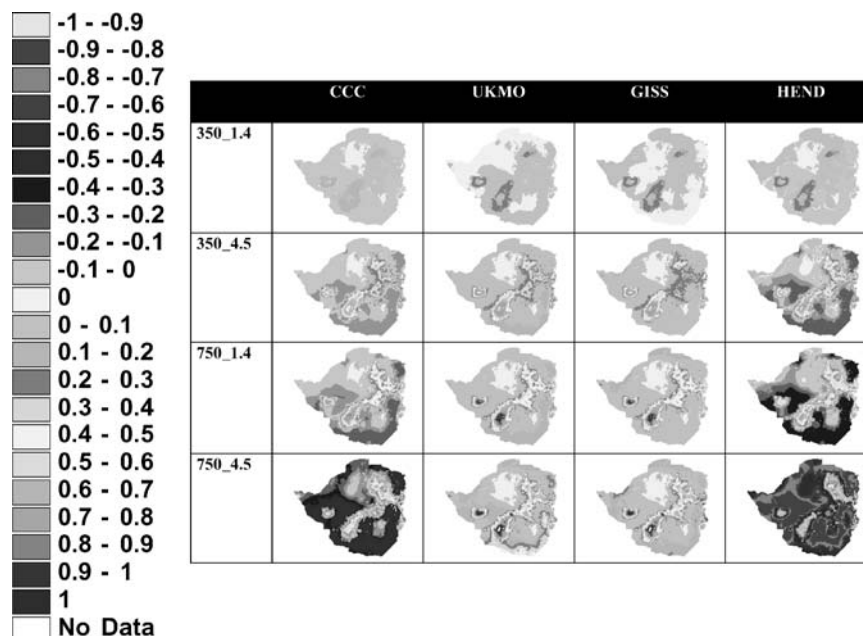 -1 - -0.9
-0.9 - -0.8
-0.8 - -0.7
-0.7 - -0.6
-0.6 - -0.5
-0.5 - -0.4
-0.4 - -0.3
-0.3 - -0.2
-0.2 - -0.1
-0.1 - 0
0
0 - 0.1
0.1 - 0.2
0.2 - 0.3
0.3 - 0.4
0.4 - 0.5
0.5 - 0.6
0.6 - 0.7
0.7 - 0.8
0.8 - 0.9
0.9 - 1
1
No Data
CCC UKMO GISS HEND
350_1.4
350_4.5
750_1.4
750_4.5